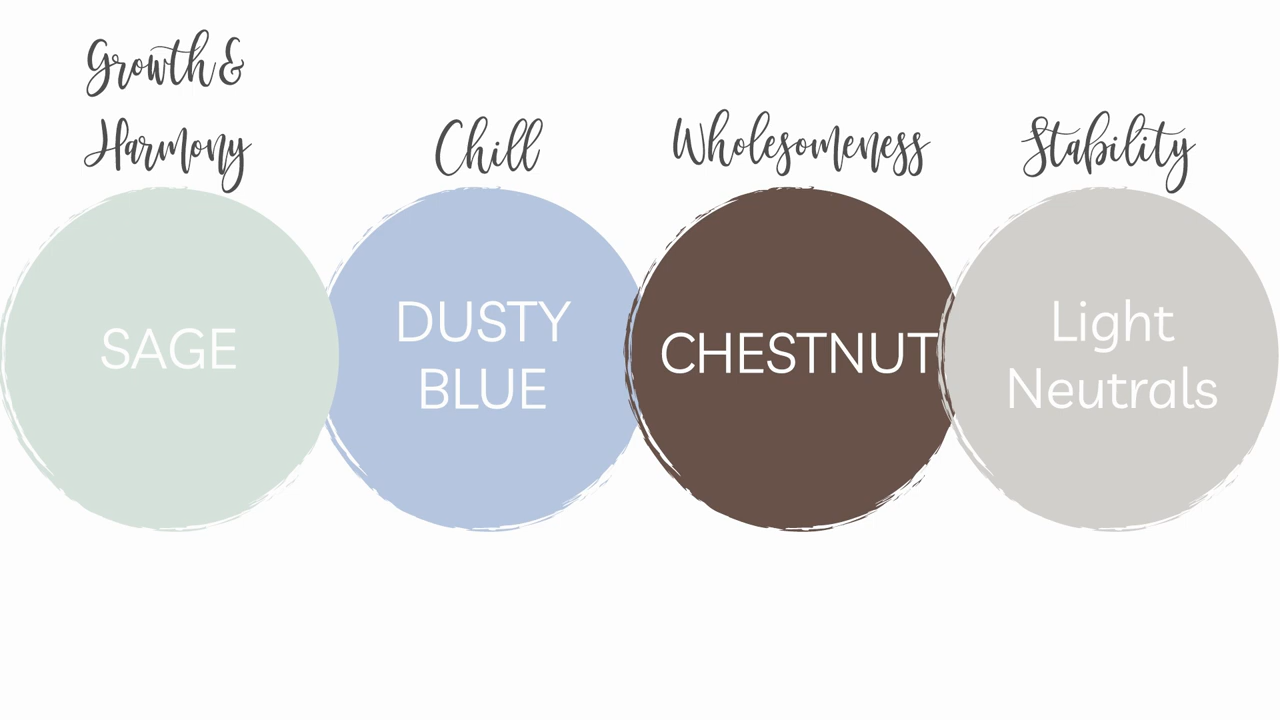 Growth &
Harmony
SAGE
Chill
DUSTY
BLUE
Wholesomeness
CHESTNUT
Stability
Light
Neutrals